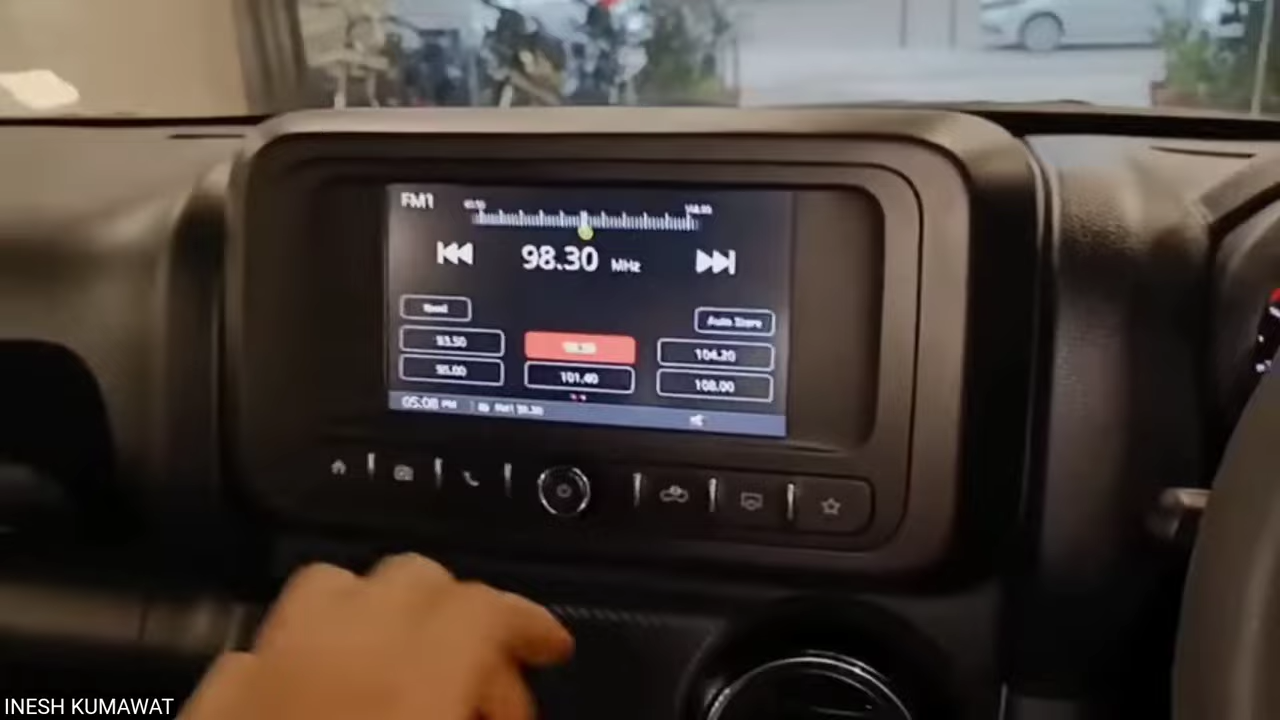 FM1
98.30 MHz
Auto Store
93.50
104.20
95.00
101.40
108.00
05:08 PM
INESH KUMAWAT